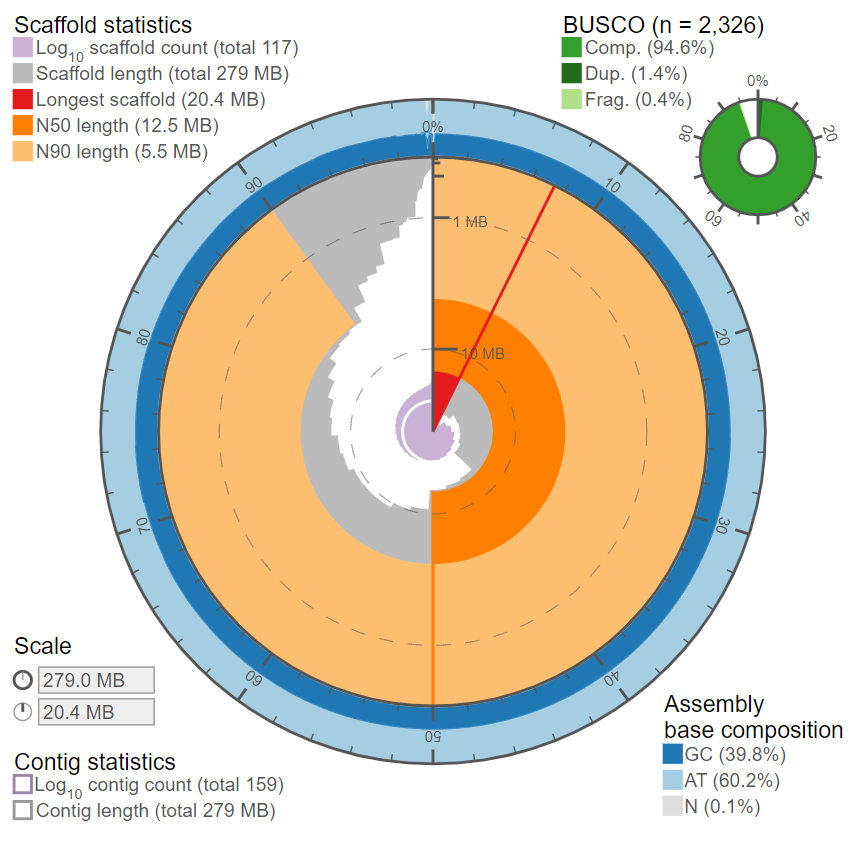 Scaffold statistics
Log10 scaffold count (total 117)
Scaffold length (total 279 MB)
Longest scaffold (20.4 MB)
N50 length (12.5 MB)
N90 length (5.5 MB)
BUSCO (n = 2,326)
Comp. (94.6%)
Dup. (1.4%)
Frag. (0.4%)
0%
20
40
60
80
0%
10
20
30
40
50
60
70
80
90
1 MB
10 MB
Scale
279.0 MB
20.4 MB
Contig statistics
Log10 contig count (total 159)
Contig length (total 279 MB)
Assembly
base composition
GC (39.8%)
AT (60.2%)
N (0.1%)